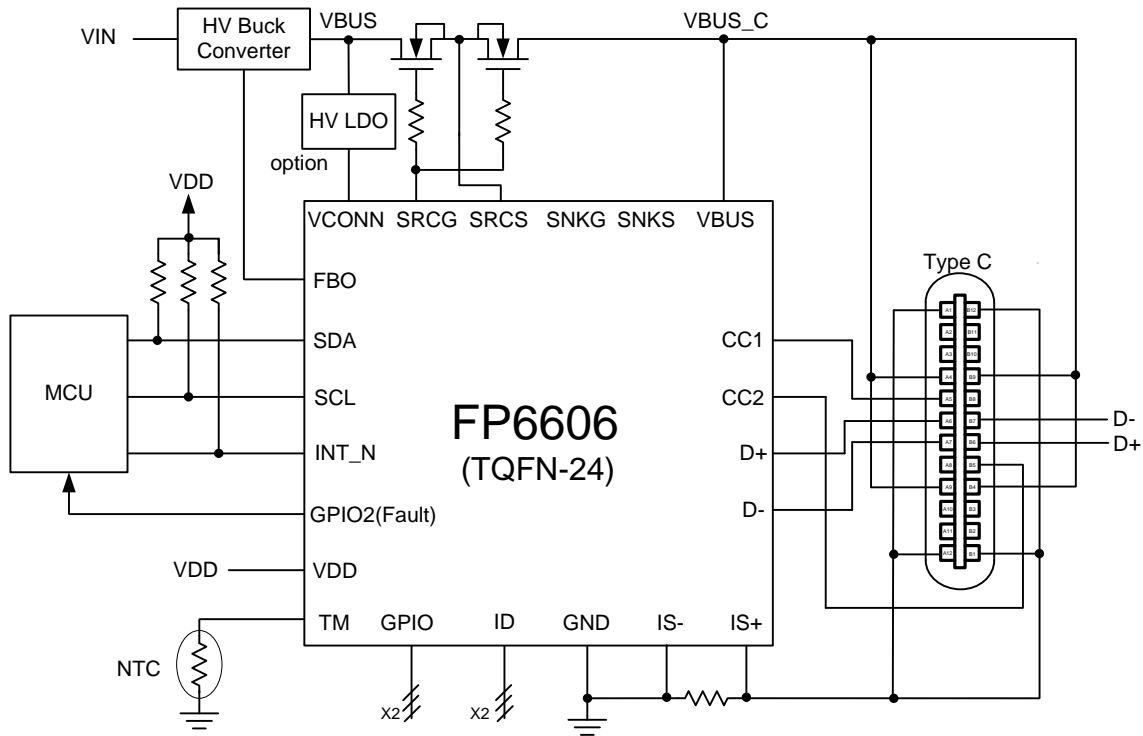 VIN
HV Buck
Converter
VBUS
VBUS_C
HV LDO
option
VDD
VCONN SRCG SRCS SNKG SNKS VBUS
Type C
FBO
MCU
SDA
SCL
INT_N
GPIO2(Fault)
VDD
VDD
TM
FP6606
(TQFN-24)
CC1
CC2
D+
D-
A1 B12
A2 B11
A3 B10
A4 B9
A5 B8
A6 B7
A7 B6
A8 B5
A9 B4
A10 B3
A11 B2
A12 B1
D-
D+
GPIO ID GND IS- IS+
NTC
X2
X2